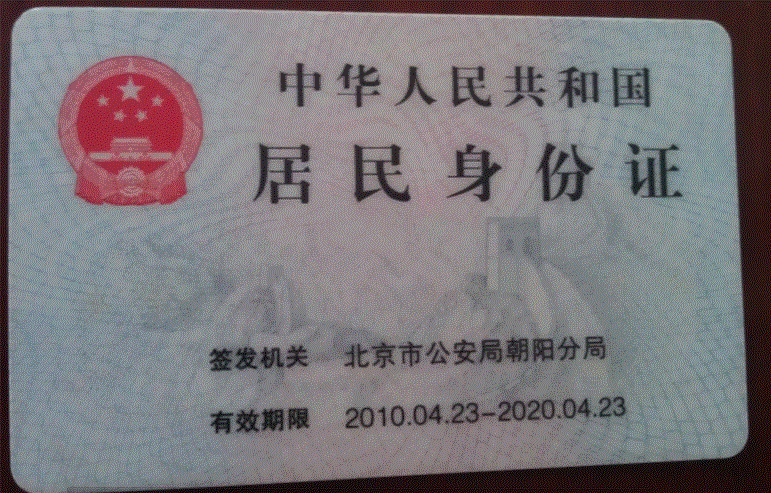 中华人民共和国
居民身份证
签发机关 北京市公安局朝阳分局
有效期限 2010.04.23-2020.04.23